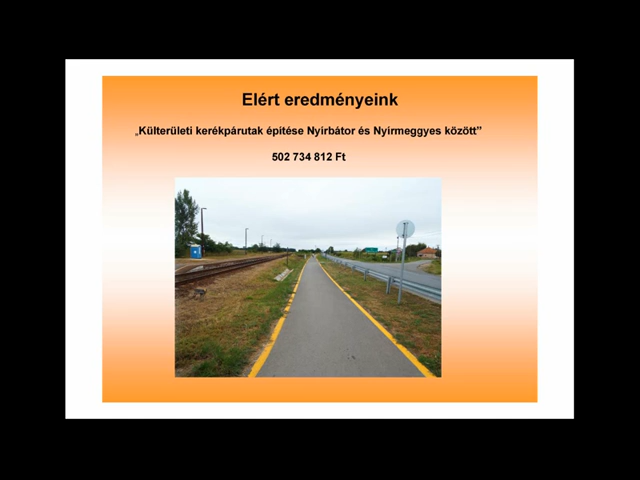 Elért eredményeink
„Külterületi kerékpárutak építése Nyírbátor és Nyírmeggyes között”
502 734 812 Ft